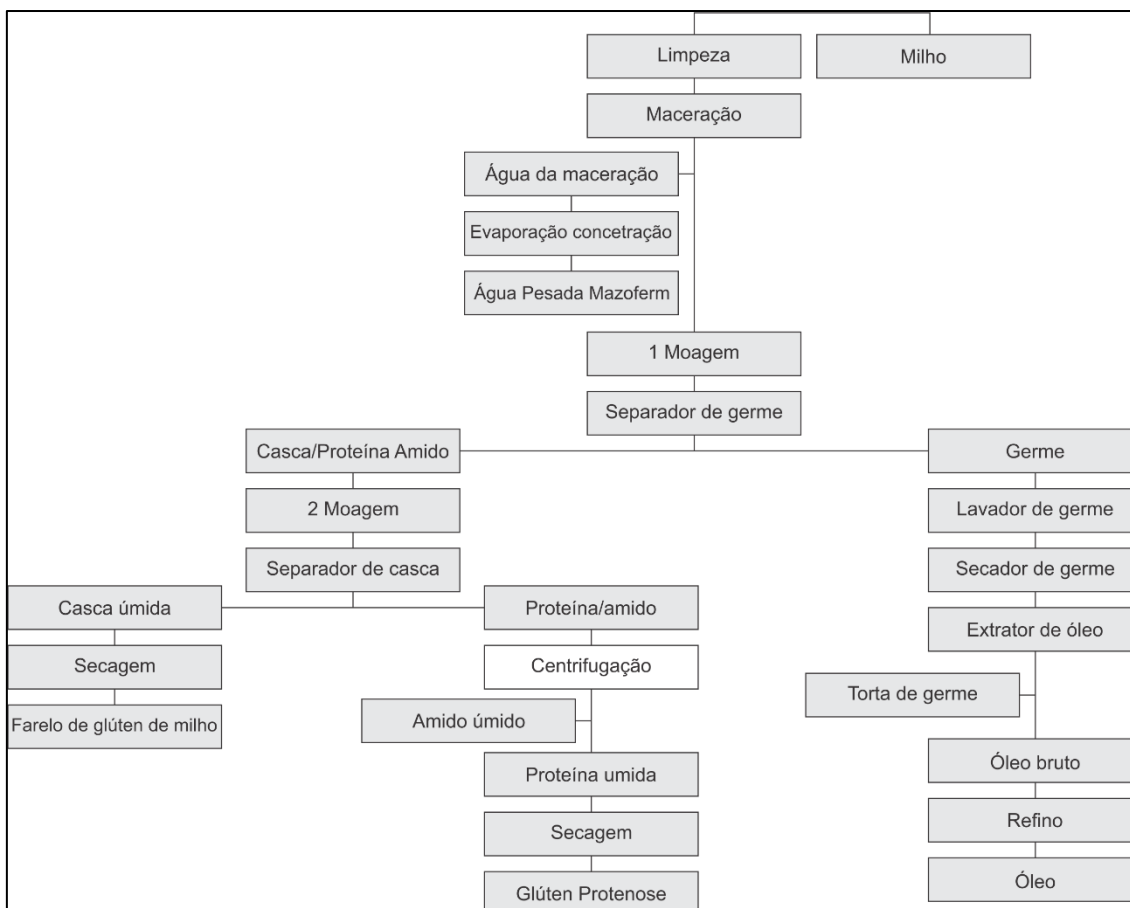 Limpeza
Milho
Maceração
Água da maceração
Evaporação concetração
Água Pesada Mazoferm
1 Moagem
Separador de germe
Casca/Proteína Amido
Germe
2 Moagem
Lavador de germe
Separador de casca
Secador de germe
Casca úmida
Proteína/amido
Extrator de óleo
Secagem
Centrifugação
Torta de germe
Farelo de glúten de milho
Amido úmido
Proteína umida
Óleo bruto
Secagem
Refino
Glúten Protenose
Óleo